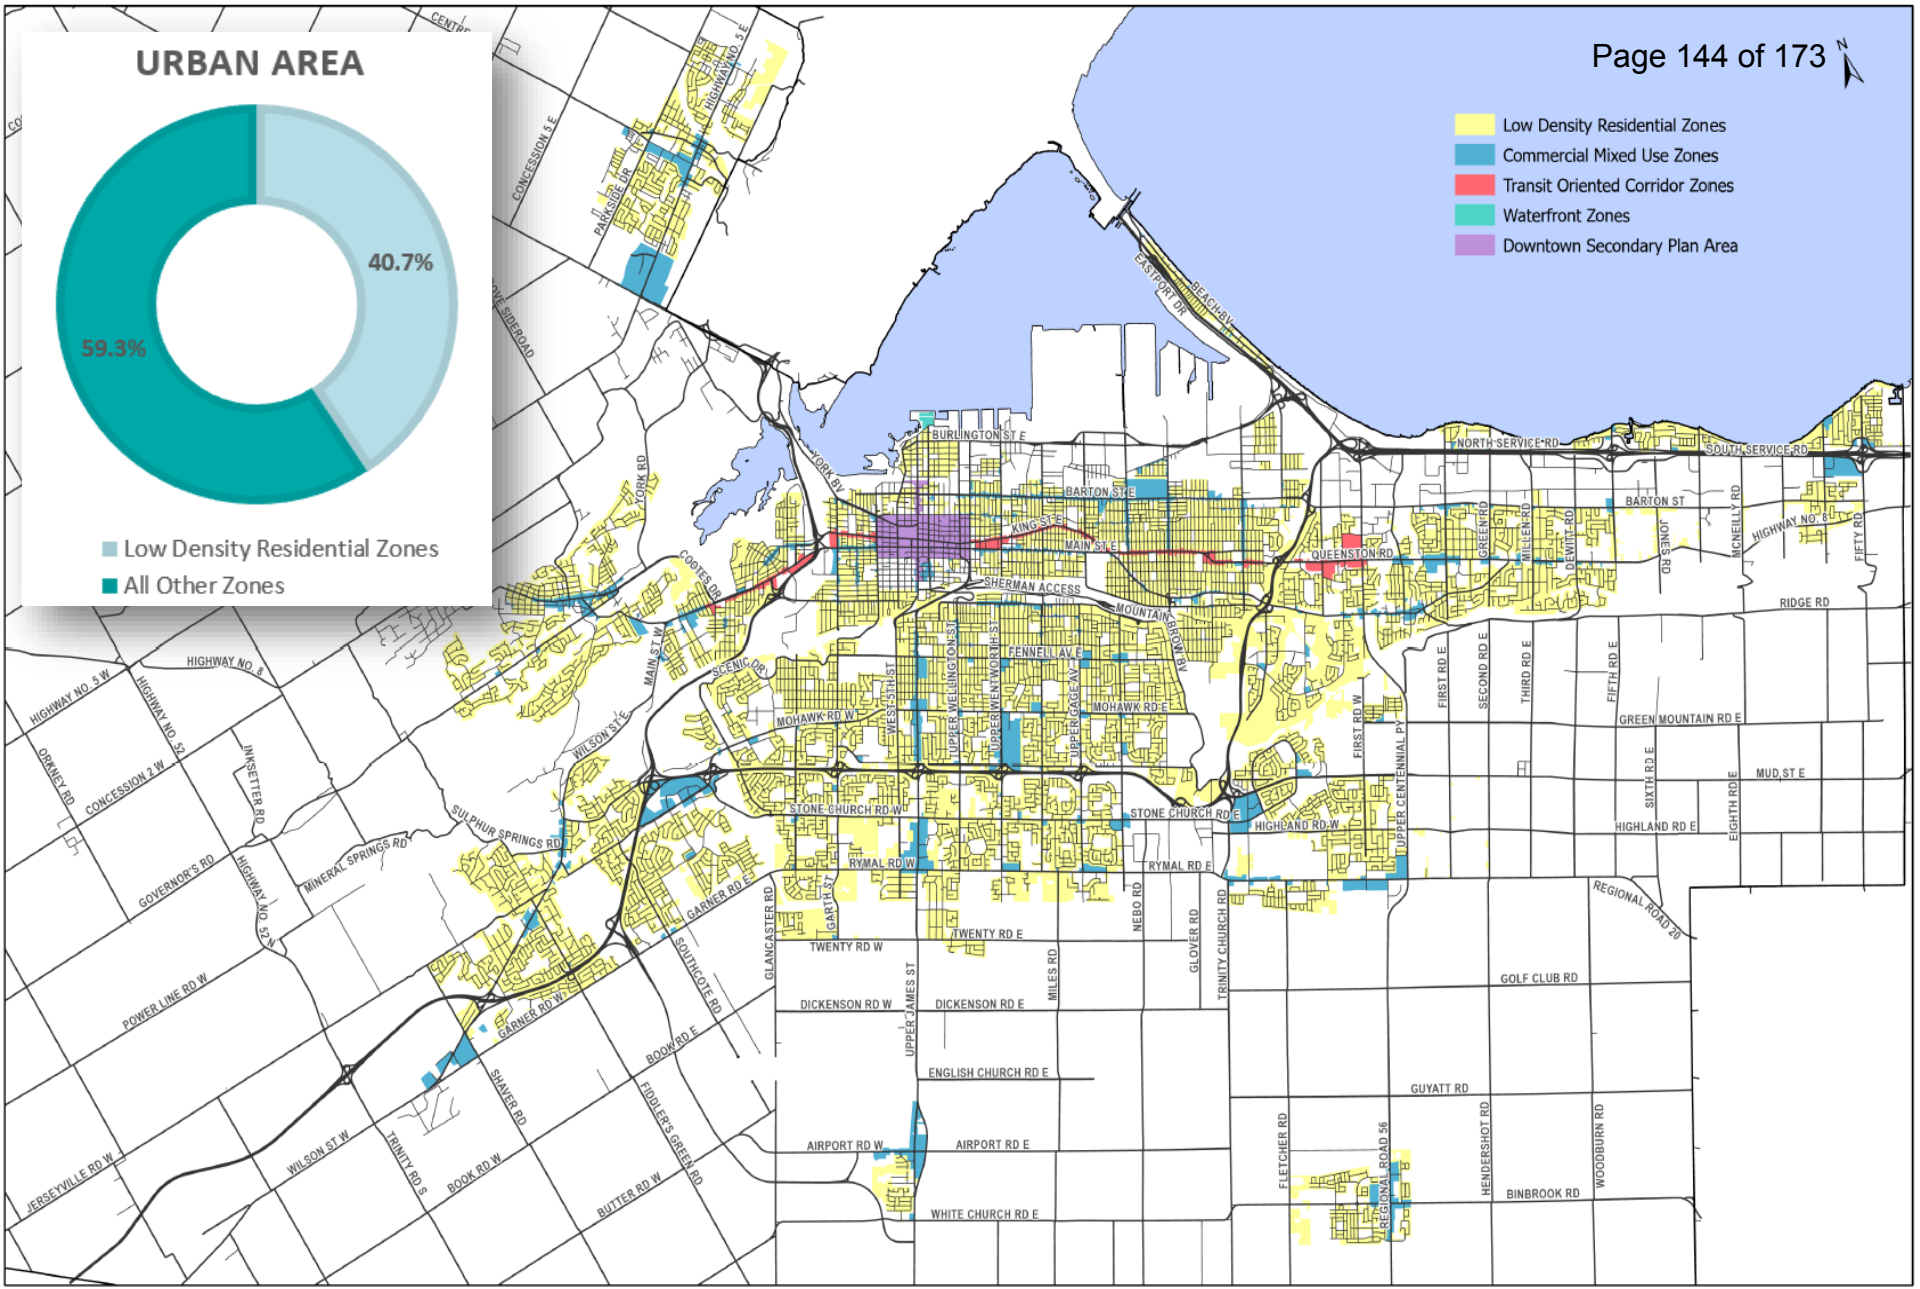 URBAN AREA
40.7%
59.3%
Low Density Residential Zones
All Other Zones
Page 144 of 173
N
Low Density Residential Zones
Commercial Mixed Use Zones
Transit Oriented Corridor Zones
Waterfront Zones
Downtown Secondary Plan Area
CENTRE
HIGHWAY NO. 5 E
CONCESSION 5 E
PARKSIDE DR
SIDEROAD
EASTPORT DR
BEACH BV
BURLINGTON ST E
NORTH SERVICE RD
SOUTH SERVICE RD
YORK BV
YORK RD
BARTON ST E
BARTON ST
KING ST E
MAIN ST E
QUEENSTON RD
GREEN RD
MILLEN RD
DEWITT RD
JONES RD
MCNEILLY RD
HIGHWAY NO. 8
FIFTY RD
COOTES DR
SHERMAN ACCESS
MOUNTAIN BROW BV
RIDGE RD
MAIN ST W
SCENIC DR
WEST 5TH ST
UPPER WELLINGTON ST
UPPER WENTWORTH ST
FENNELL AV E
UPPER GAGE AV
FIRST RD E
SECOND RD E
THIRD RD E
FIFTH RD E
HIGHWAY NO. 8
HIGHWAY NO. 5 W
HIGHWAY NO. 52
MOHAWK RD W
MOHAWK RD E
FIRST RD W
UPPER CENTENNIAL PY
GREEN MOUNTAIN RD E
WILSON ST E
ORKNEY RD
CONCESSION 2 W
INKSETTER RD
SIXTH RD E
MUD ST E
EIGHTH RD E
SULPHUR SPRINGS RD
STONE CHURCH RD W
STONE CHURCH RD E
HIGHLAND RD W
HIGHLAND RD E
GOVERNOR'S RD
MINERAL SPRINGS RD
HIGHWAY NO. 52 N
RYMAL RD W
RYMAL RD E
GARNER RD E
GLANCASTER RD
GARTH ST
NEBO RD
GLOVER RD
TRINITY CHURCH RD
REGIONAL ROAD 20
TWENTY RD W
TWENTY RD E
SOUTHCOTE RD
MILES RD
GOLF CLUB RD
POWER LINE RD W
GARNER RD W
DICKENSON RD W
DICKENSON RD E
UPPER JAMES ST
BOOK RD E
ENGLISH CHURCH RD E
GUYATT RD
SHAVER RD
FIDDLER'S GREEN RD
FLETCHER RD
REGIONAL ROAD 56
HENDERSHOT RD
WOODBURN RD
JERSEYVILLE RD W
WILSON ST W
TRINITY RD S
BOOK RD W
BUTTER RD W
AIRPORT RD W
AIRPORT RD E
WHITE CHURCH RD E
BINBROOK RD